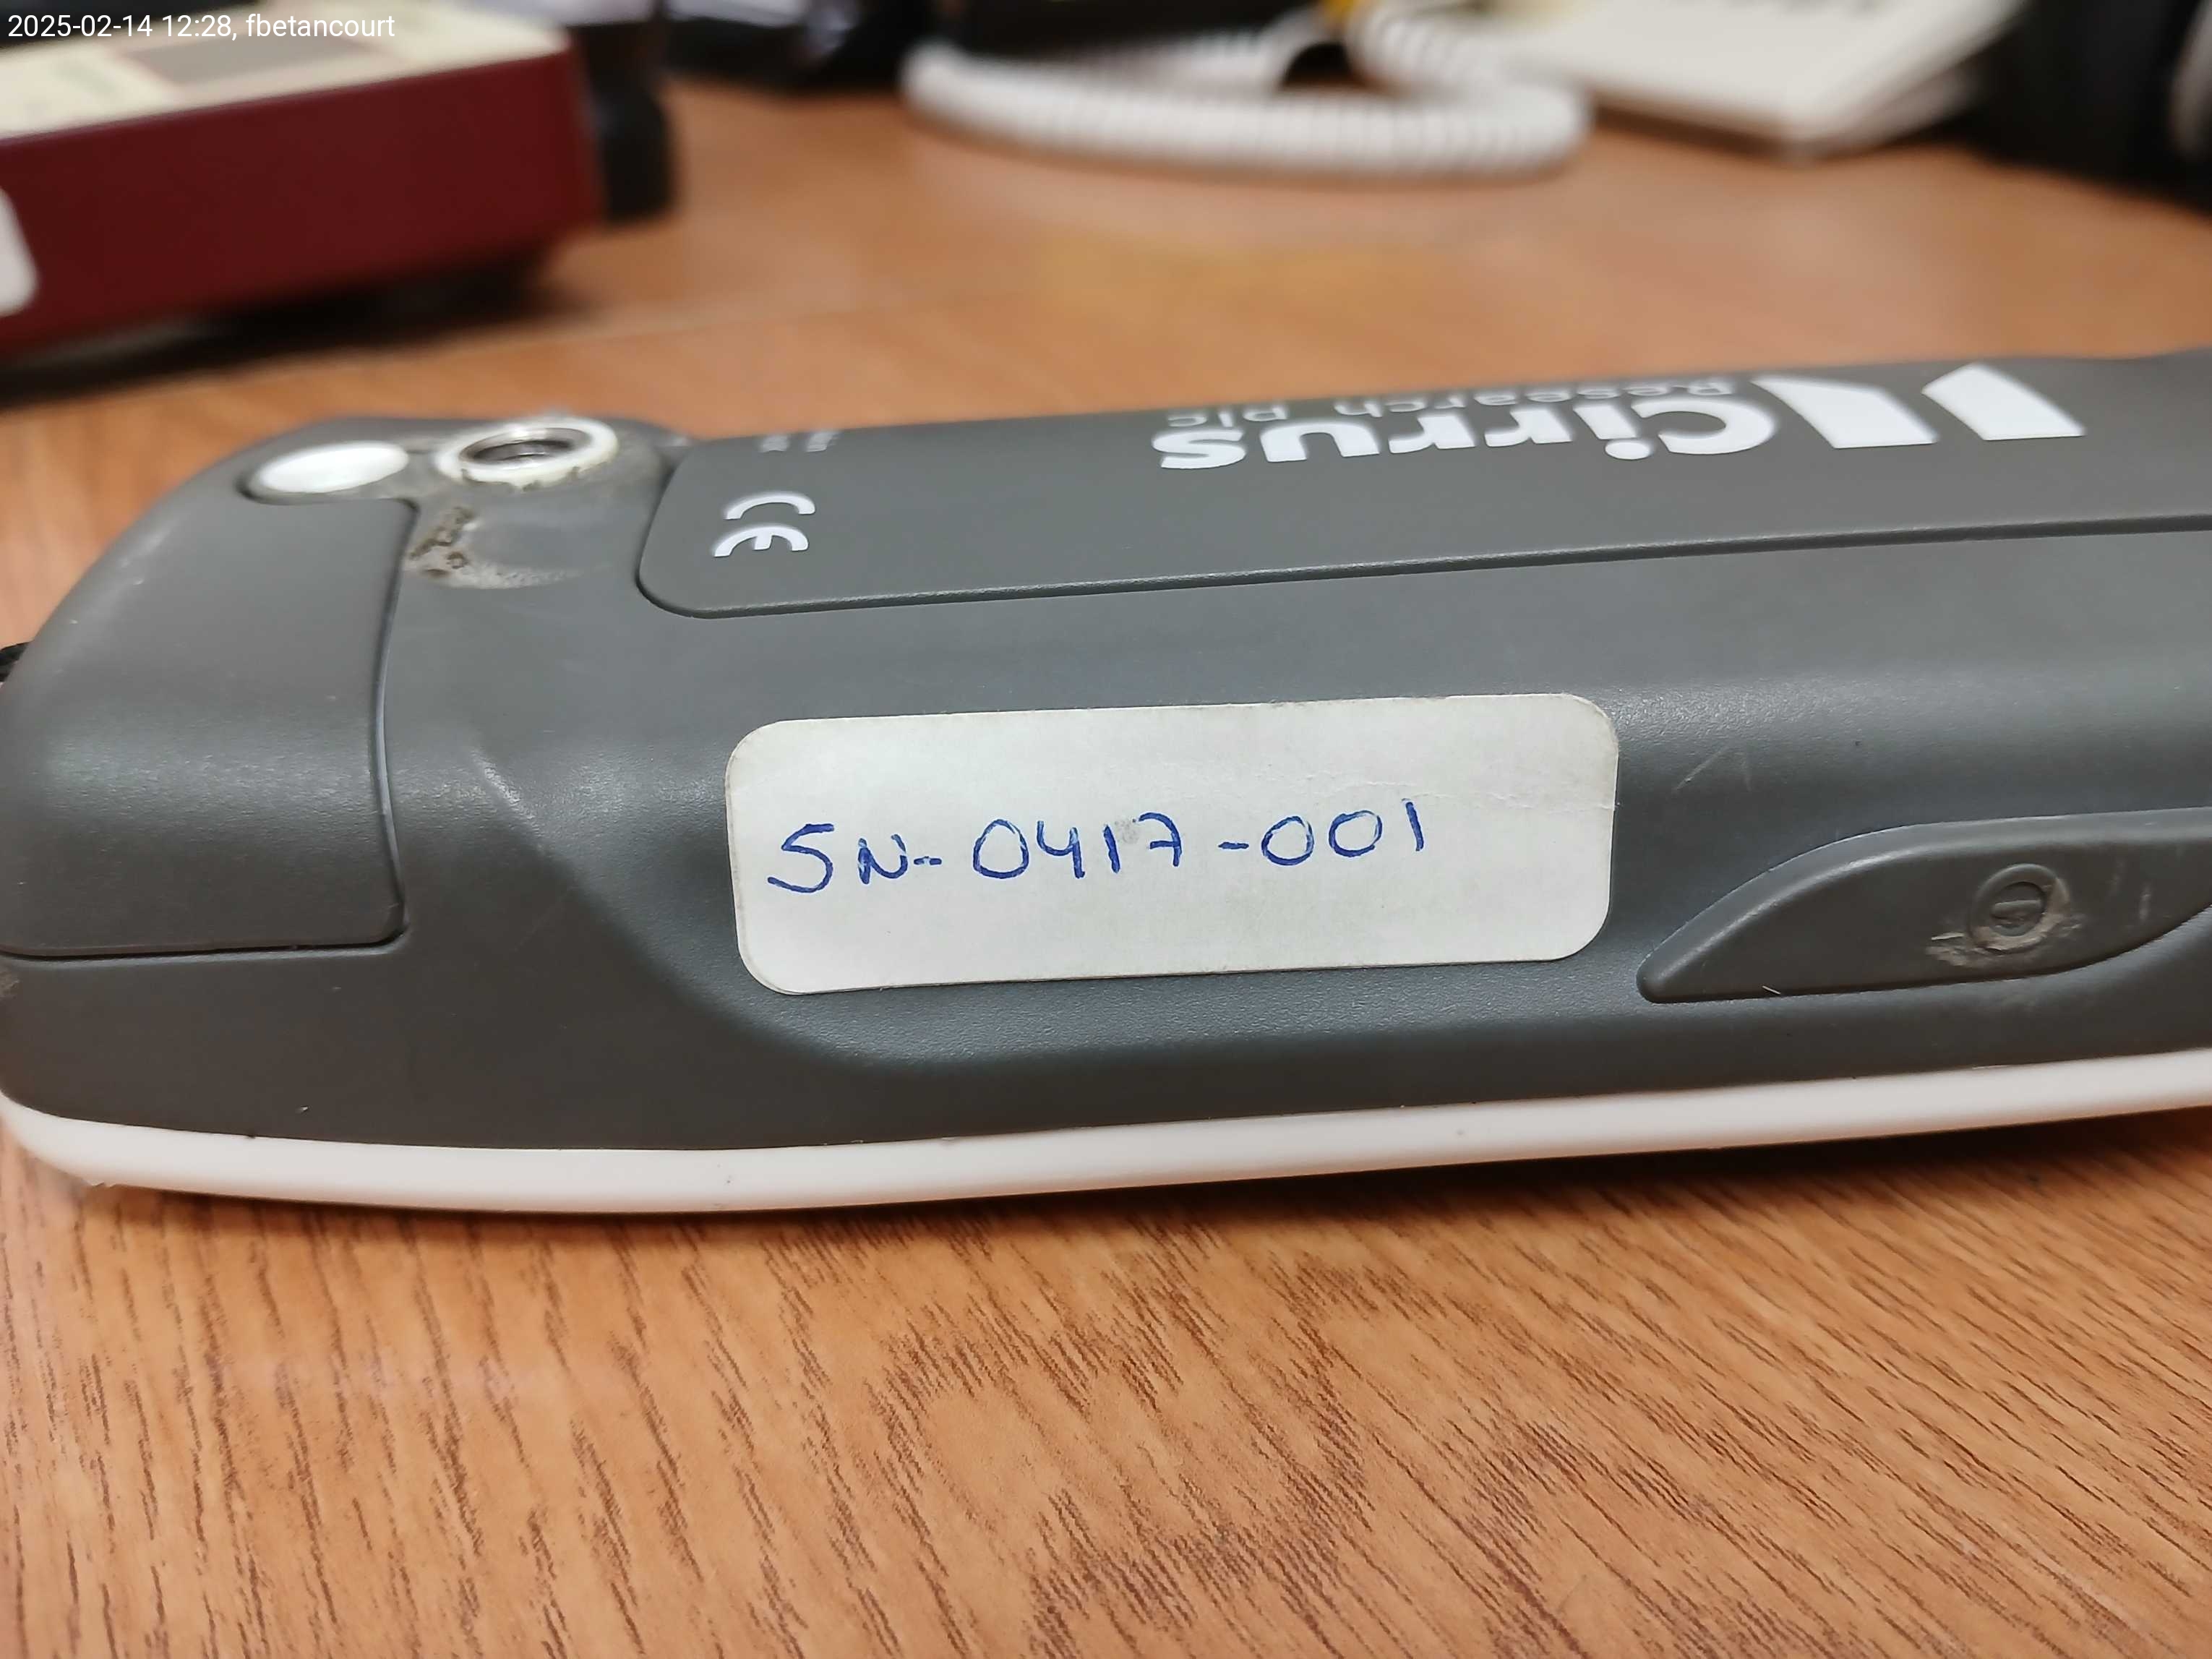 2025-02-14 12:28, fbetancourt
Cirrus
Research plc
CE
SN-0417-001